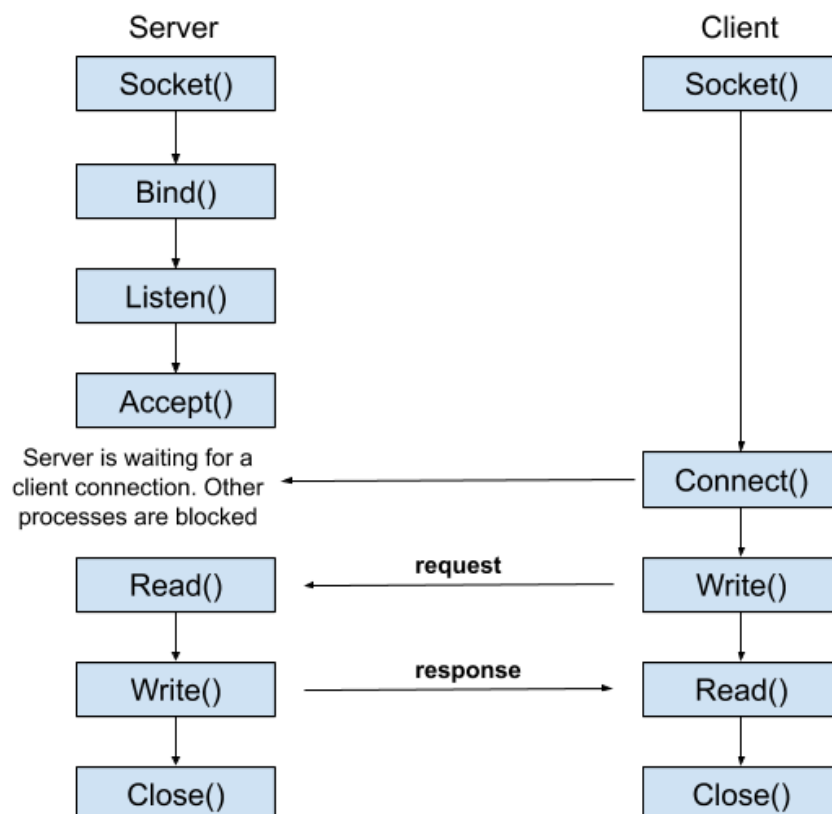 Server
Client
Socket()
Socket()
Bind()
Listen()
Accept()
Server is waiting for a
client connection. Other
processes are blocked
Connect()
Read()
request
Write()
Write()
response
Read()
Close()
Close()